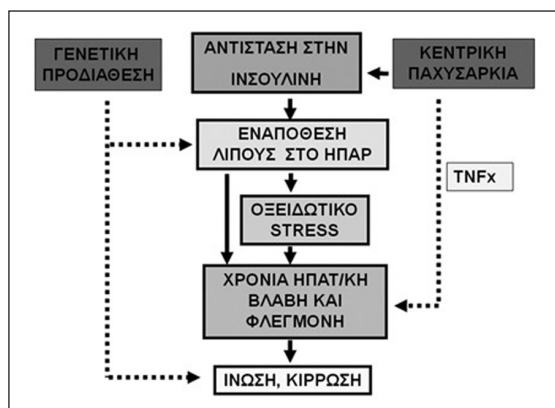 ΓΕΝΕΤΙΚΗ
ΠΡΟΔΙΑΘΕΣΗ
ΑΝΤΙΣΤΑΣΗ ΣΤΗΝ
ΙΝΣΟΥΛΙΝΗ
ΚΕΝΤΡΙΚΗ
ΠΑΧΥΣΑΡΚΙΑ
ΕΝΑΠΟΘΕΣΗ
ΛΙΠΟΥΣ ΣΤΟ ΗΠΑΡ
TNFx
ΟΞΕΙΔΩΤΙΚΟ
STRESS
ΧΡΟΝΙΑ ΗΠΑΤ/ΚΗ
ΒΛΑΒΗ ΚΑΙ
ΦΛΕΓΜΟΝΗ
ΙΝΩΣΗ, ΚΙΡΡΩΣΗ